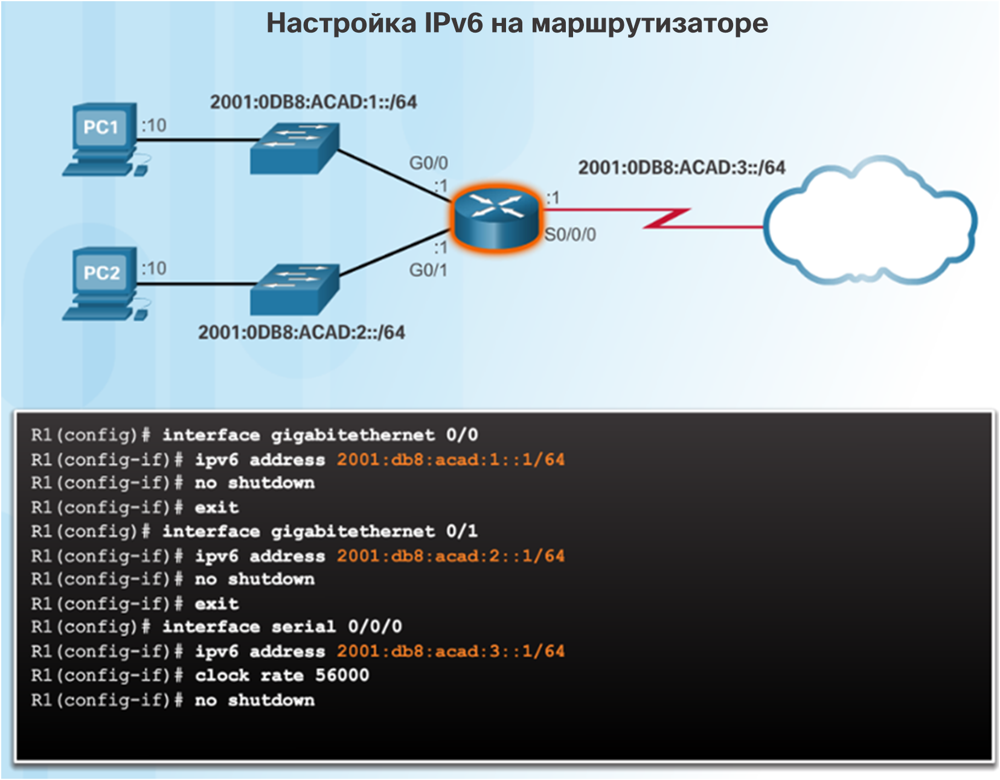 Настройка IPv6 на маршрутизаторе
2001:0DB8:ACAD:1::/64
PC1
:10
G0/0
:1
2001:0DB8:ACAD:3::/64
:1
S0/0/0
:1
G0/1
PC2
:10
2001:0DB8:ACAD:2::/64
R1(config)# interface gigabitethernet 0/0
R1(config-if)# ipv6 address 2001:db8:acad:1::1/64
R1(config-if)# no shutdown
R1(config-if)# exit
R1(config)# interface gigabitethernet 0/1
R1(config-if)# ipv6 address 2001:db8:acad:2::1/64
R1(config-if)# no shutdown
R1(config-if)# exit
R1(config)# interface serial 0/0/0
R1(config-if)# ipv6 address 2001:db8:acad:3::1/64
R1(config-if)# clock rate 56000
R1(config-if)# no shutdown